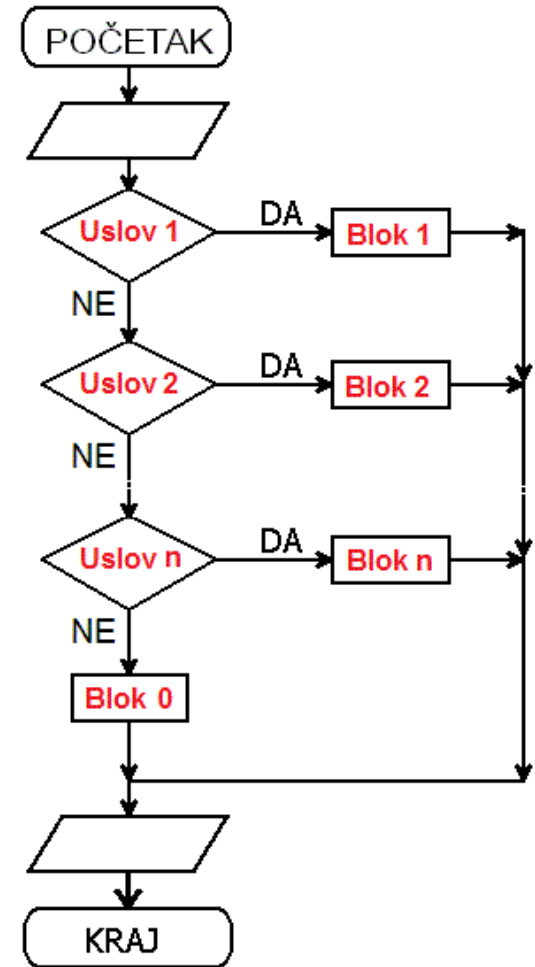 POČETAK
Uslov 1
DA
Blok 1
NE
Uslov 2
DA
Blok 2
NE
Uslov n
DA
Blok n
NE
Blok 0
KRAJ